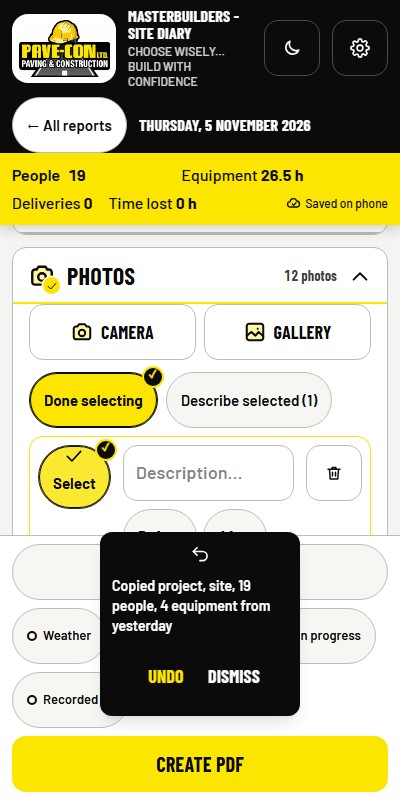 PAVE-CON LTD.
PAVING & CONSTRUCTION
MASTERBUILDERS - SITE DIARY
CHOOSE WISELY... BUILD WITH CONFIDENCE
← All reports
THURSDAY, 5 NOVEMBER 2026
People 19
Equipment 26.5 h
Deliveries 0
Time lost 0 h
Saved on phone
PHOTOS
12 photos
CAMERA
GALLERY
Done selecting
Describe selected (1)
Select
Description...
Copied project, site, 19
people, 4 equipment from
yesterday
UNDO
DISMISS
Weather
n progress
Recorded
CREATE PDF